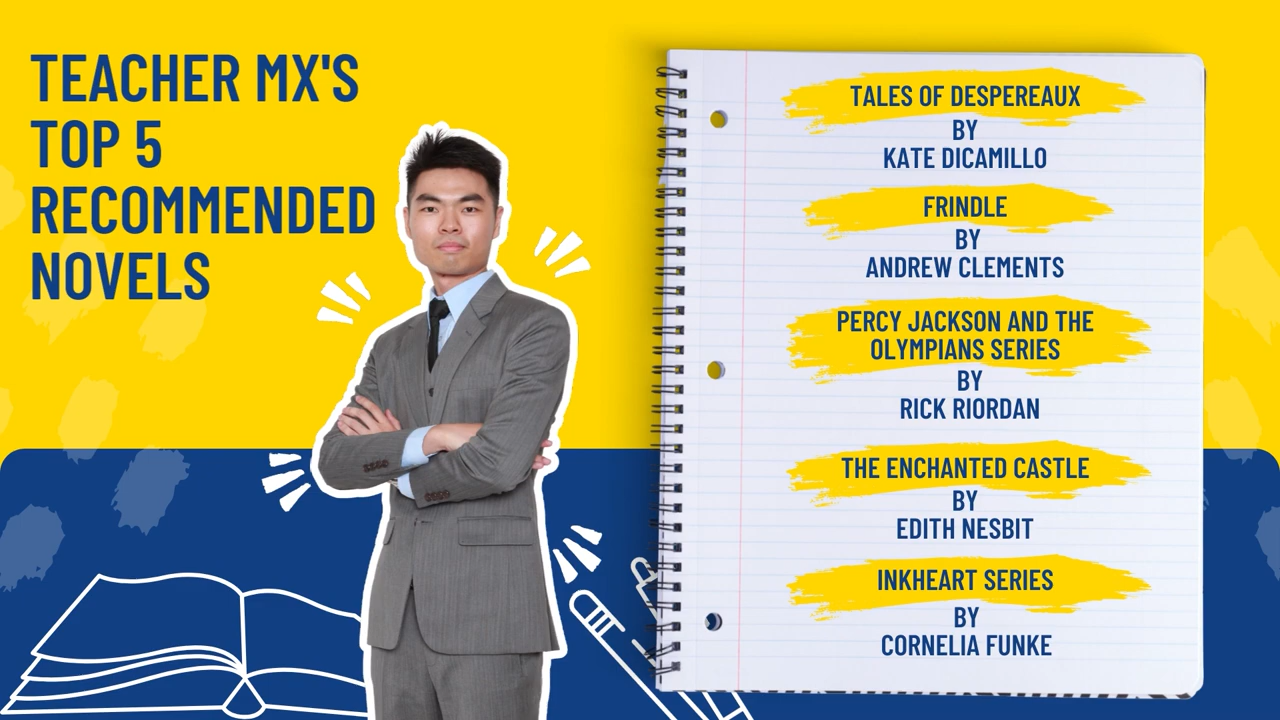 TEACHER MX'S
TOP 5
RECOMMENDED
NOVELS
TALES OF DESPEREAUX
BY
KATE DICAMILLO
FRINDLE
BY
ANDREW CLEMENTS
PERCY JACKSON AND THE
OLYMPIANS SERIES
BY
RICK RIORDAN
THE ENCHANTED CASTLE
BY
EDITH NESBIT
INKHEART SERIES
BY
CORNELIA FUNKE